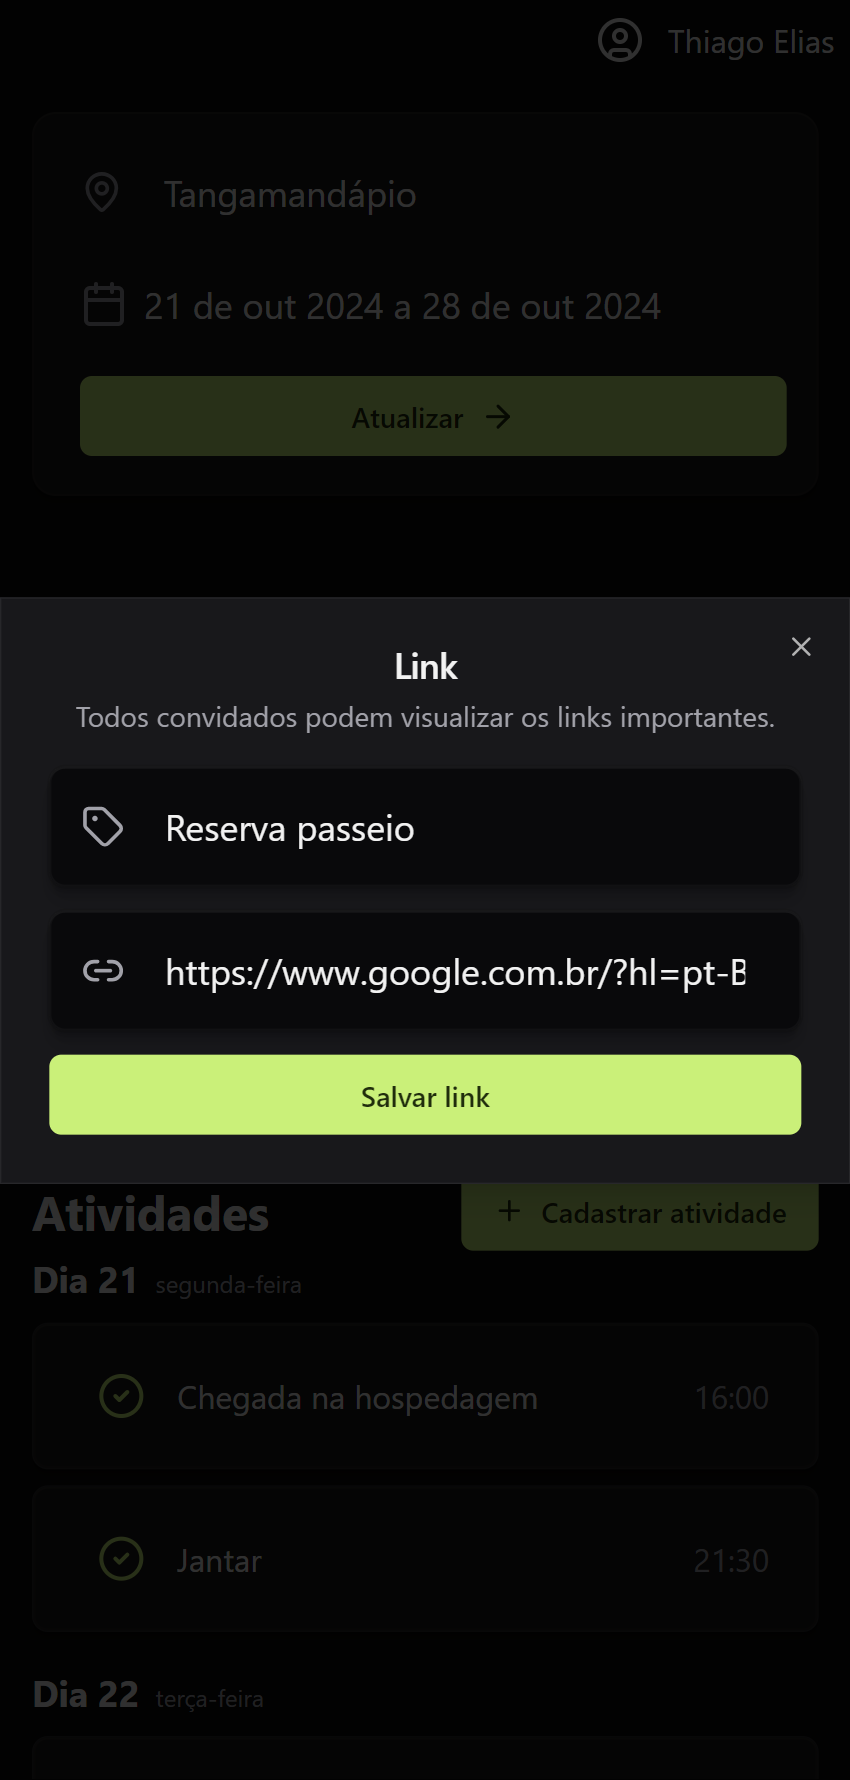 Thiago Elias
Tangamandápio
21 de out 2024 a 28 de out 2024
Atualizar
Link
Todos convidados podem visualizar os links importantes.
Reserva passeio
https://www.google.com.br/?hl=pt-B
Salvar link
Atividades
Cadastrar atividade
Dia 21 segunda-feira
Chegada na hospedagem 16:00
Jantar 21:30
Dia 22 terça-feira